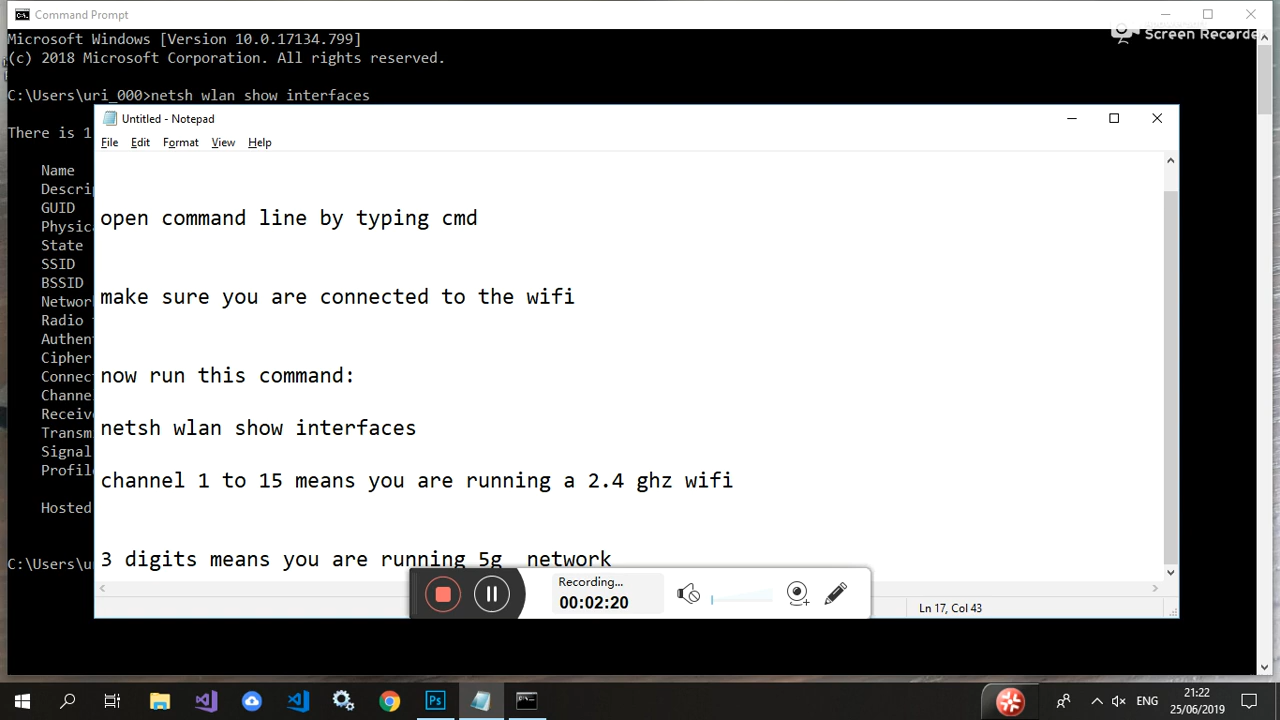 Command Prompt
Microsoft Windows [Version 10.0.17134.799]
(c) 2018 Microsoft Corporation. All rights reserved.
Screen Recorde
C:\Users\uri_000>netsh wlan show interfaces
There is 1
Name
Descri
GUID
Physic
State
SSID
BSSID
Network
Radio
Authen
Cipher
Connec
Channe
Receiv
Transm
Signal
Profil
Hosted
C:\Users\u
Untitled - Notepad
File Edit Format View Help
open command line by typing cmd
make sure you are connected to the wifi
now run this command:
netsh wlan show interfaces
channel 1 to 15 means you are running a 2.4 ghz wifi
3 digits means you are running 5g  network
Recording...
00:02:20
Ln 17, Col 43
Ps
ENG
21:22
25/06/2019